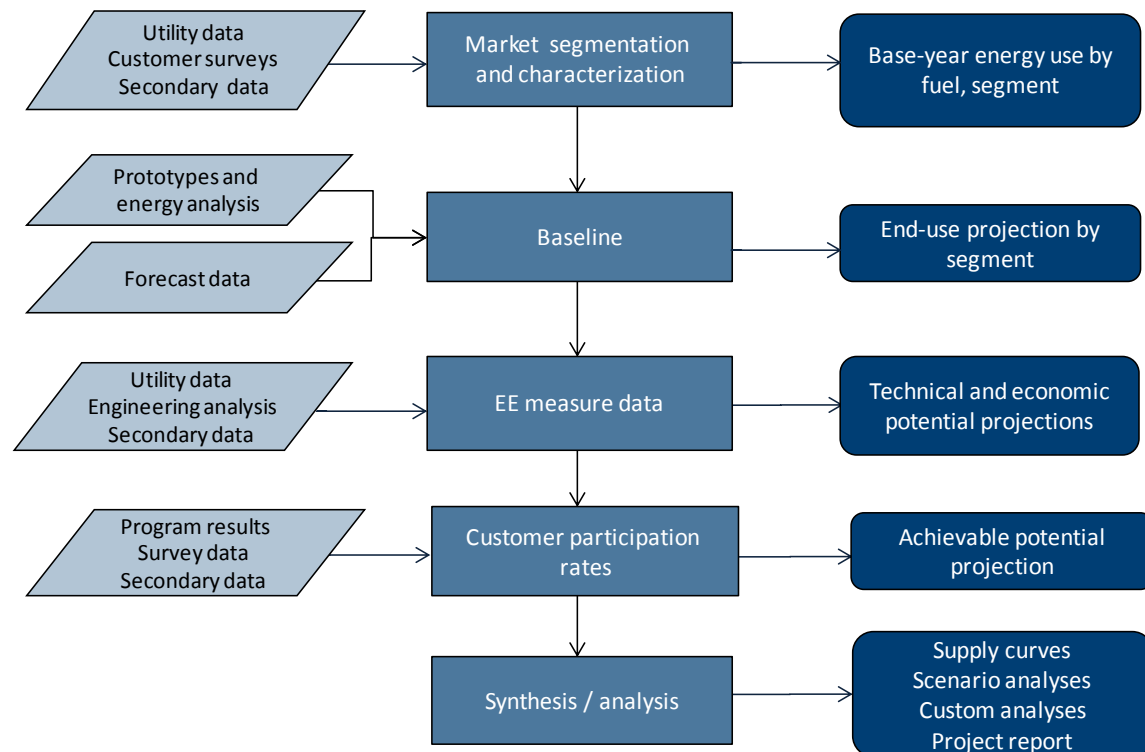 Utility data
Customer surveys
Secondary data
Market segmentation
and characterization
Base-year energy use by
fuel, segment
Prototypes and
energy analysis
Forecast data
Baseline
End-use projection by
segment
Utility data
Engineering analysis
Secondary data
EE measure data
Technical and economic
potential projections
Program results
Survey data
Secondary data
Customer participation
rates
Achievable potential
projection
Synthesis / analysis
Supply curves
Scenario analyses
Custom analyses
Project report